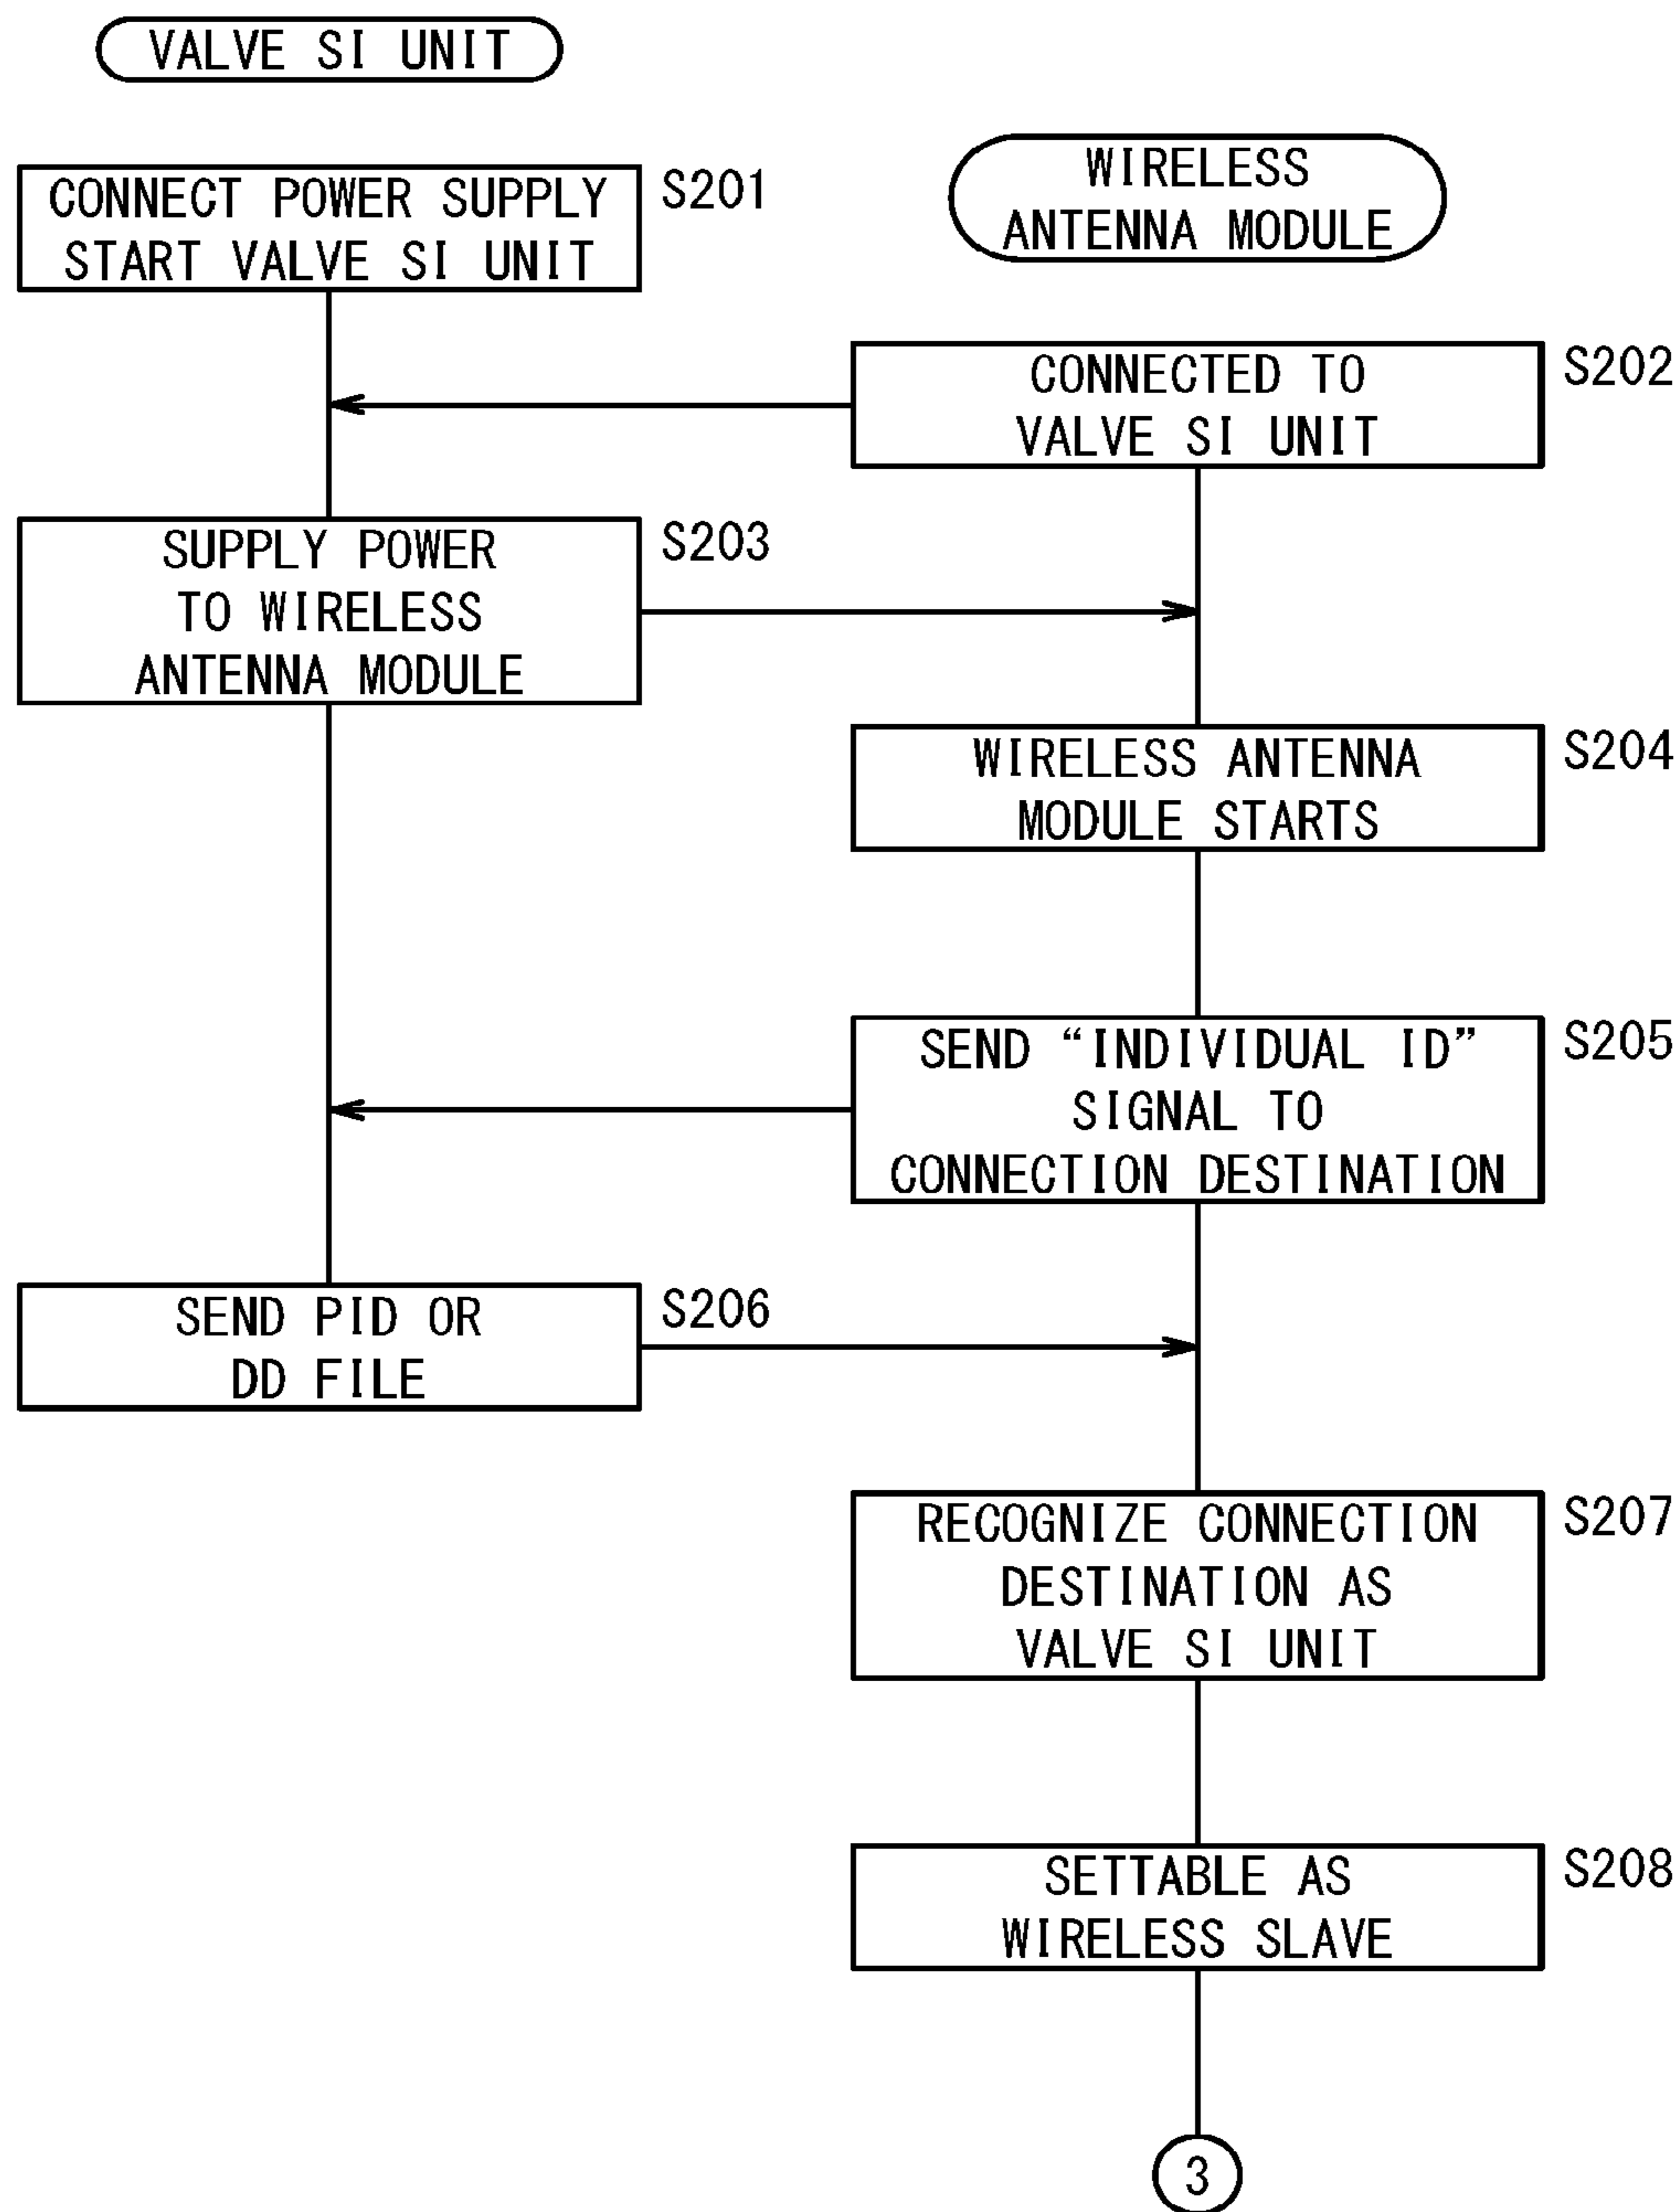 VALVE SI UNIT
WIRELESS
ANTENNA MODULE
CONNECT POWER SUPPLY
START VALVE SI UNIT
S201
CONNECTED TO
VALVE SI UNIT
S202
SUPPLY POWER
TO WIRELESS
ANTENNA MODULE
S203
WIRELESS ANTENNA
MODULE STARTS
S204
SEND “INDIVIDUAL ID”
SIGNAL TO
CONNECTION DESTINATION
S205
SEND PID OR
DD FILE
S206
RECOGNIZE CONNECTION
DESTINATION AS
VALVE SI UNIT
S207
SETTABLE AS
WIRELESS SLAVE
S208
3